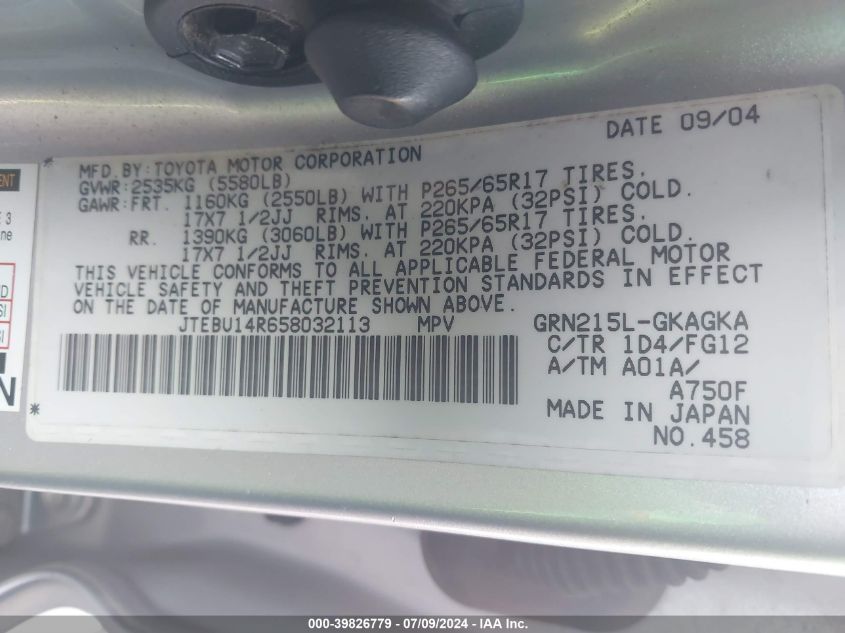 DATE 09/04
MFD. BY: TOYOTA MOTOR CORPORATION
GVWR: 2535KG (5580LB)
GAWR: FRT. 1160KG (2550LB) WITH P265/65R17 TIRES.
17X7 1/2JJ RIMS. AT 220KPA (32PSI) COLD.
RR. 1390KG (3060LB) WITH P265/65R17 TIRES.
17X7 1/2JJ RIMS. AT 220KPA (32PSI) COLD.
THIS VEHICLE CONFORMS TO ALL APPLICABLE FEDERAL MOTOR
VEHICLE SAFETY AND THEFT PREVENTION STANDARDS IN EFFECT
ON THE DATE OF MANUFACTURE SHOWN ABOVE.
JTEBU14R658032113 MPV GRN215L-GKAGKA
C/TR 1D4/FG12
A/TM A01A/
A750F
MADE IN JAPAN
NO. 458
000-39826779 - 07/09/2024 - IAA Inc.